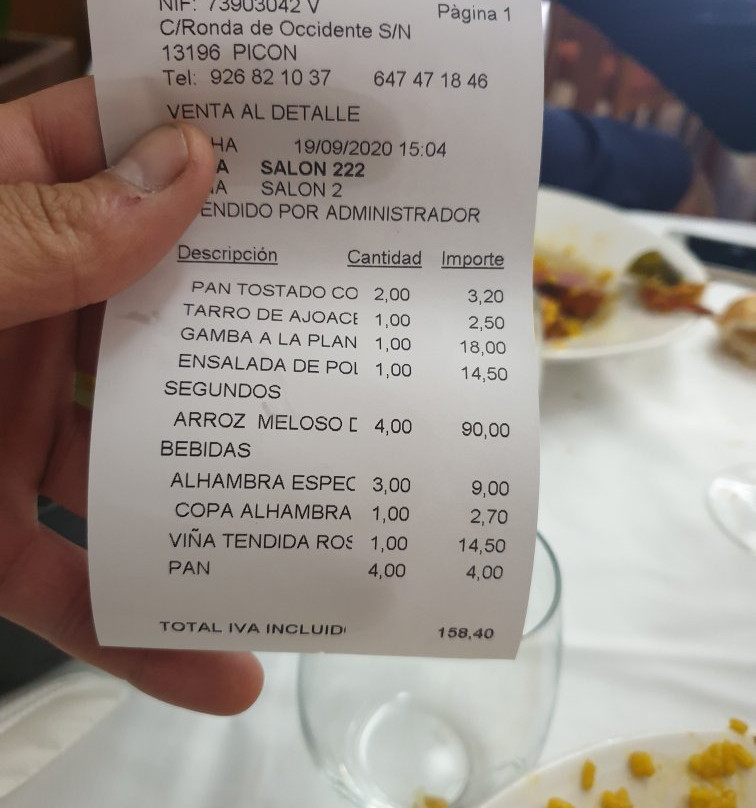 NIF: 73903042 V Pàgina 1
C/Ronda de Occidente S/N
13196 PICON
Tel: 926 82 10 37 647 47 18 46
VENTA AL DETALLE
HA 19/09/2020 15:04
A SALON 222
A SALON 2
ENDIDO POR ADMINISTRADOR
Descripción Cantidad Importe
PAN TOSTADO CO 2,00 3,20
TARRO DE AJOACE 1,00 2,50
GAMBA A LA PLAN 1,00 18,00
ENSALADA DE POL 1,00 14,50
SEGUNDOS
ARROZ MELOSO D 4,00 90,00
BEBIDAS
ALHAMBRA ESPEC 3,00 9,00
COPA ALHAMBRA 1,00 2,70
VIÑA TENDIDA ROS 1,00 14,50
PAN 4,00 4,00
TOTAL IVA INCLUID 158,40